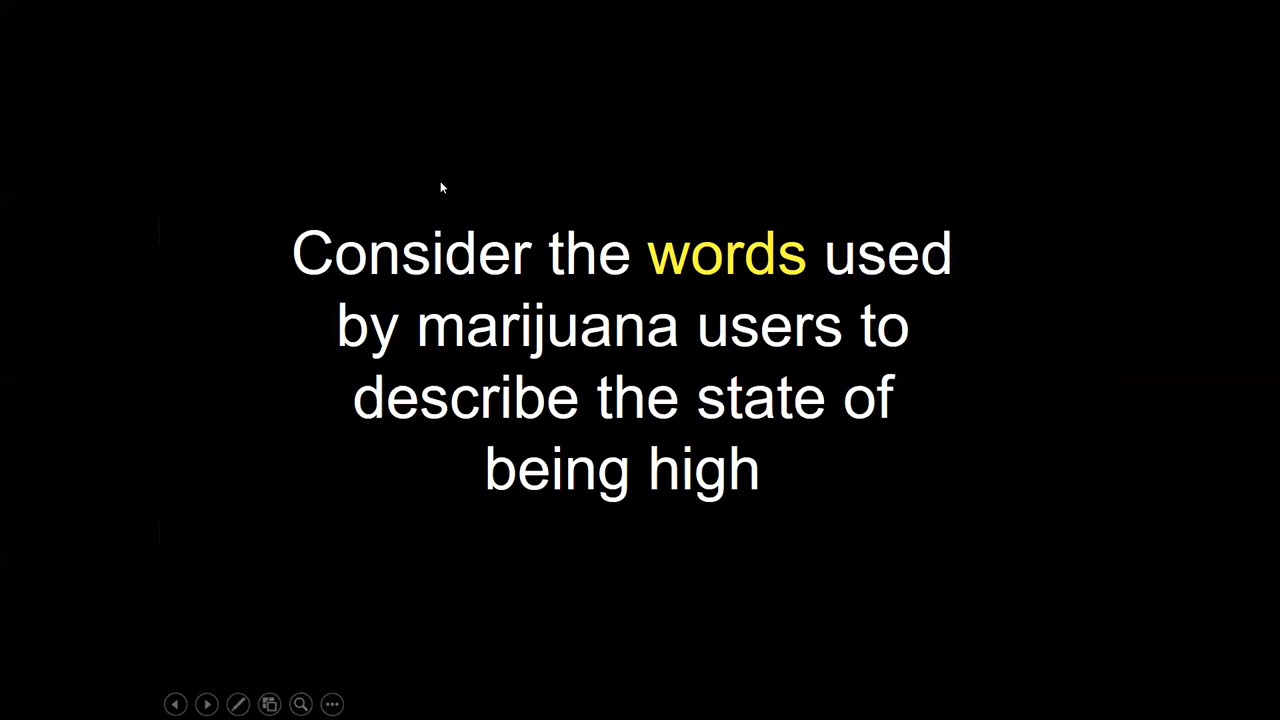 Consider the words used
by marijuana users to
describe the state of
being high